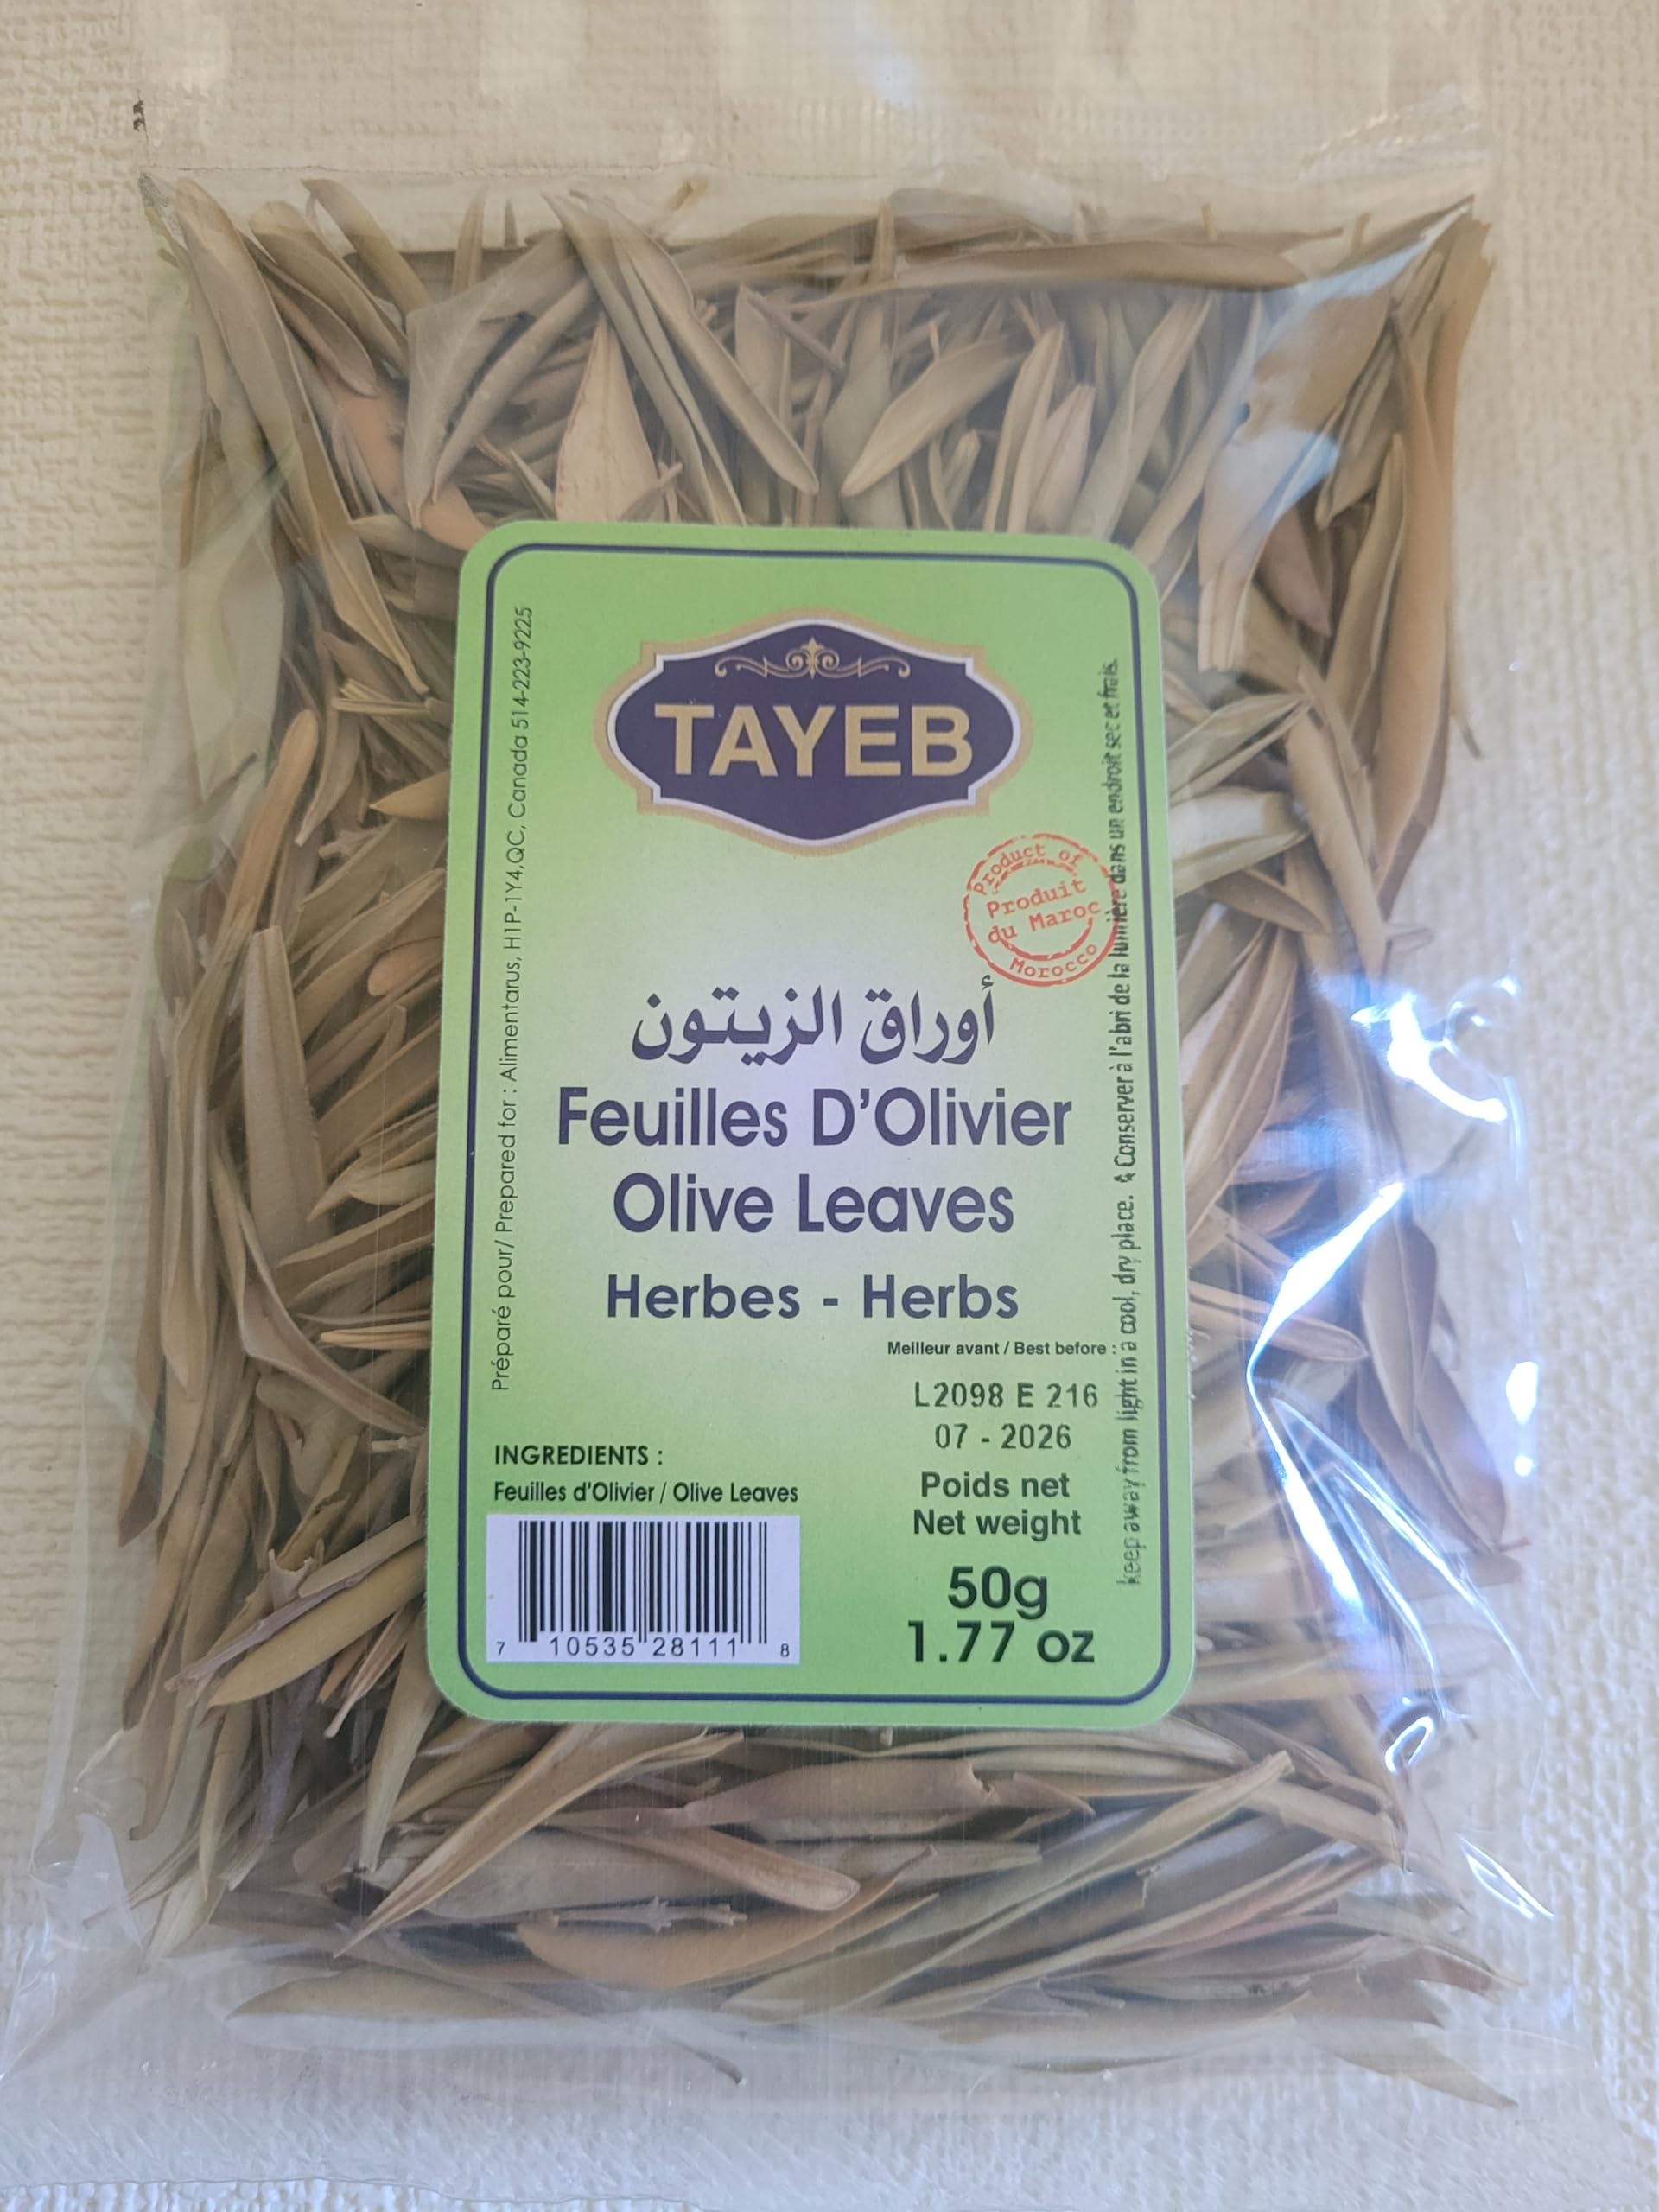 TAYEB
Product of
Produit
du Maroc
Morocco
أوراق الزيتون
Feuilles D'Olivier
Olive Leaves
Herbes - Herbs
Meilleur avant / Best before :
L2098 E 216
07 - 2026
Poids net
Net weight
50g
1.77 oz
INGREDIENTS :
Feuilles d'Olivier / Olive Leaves
7 10535 28111 8
Préparé pour/ Prepared for : Alimentarus, H1P-1Y4,QC, Canada 514-223-9225
keep away from light in a cool, dry place. & Conserver à l'abri de la lumière dans un endroit sec et frais.